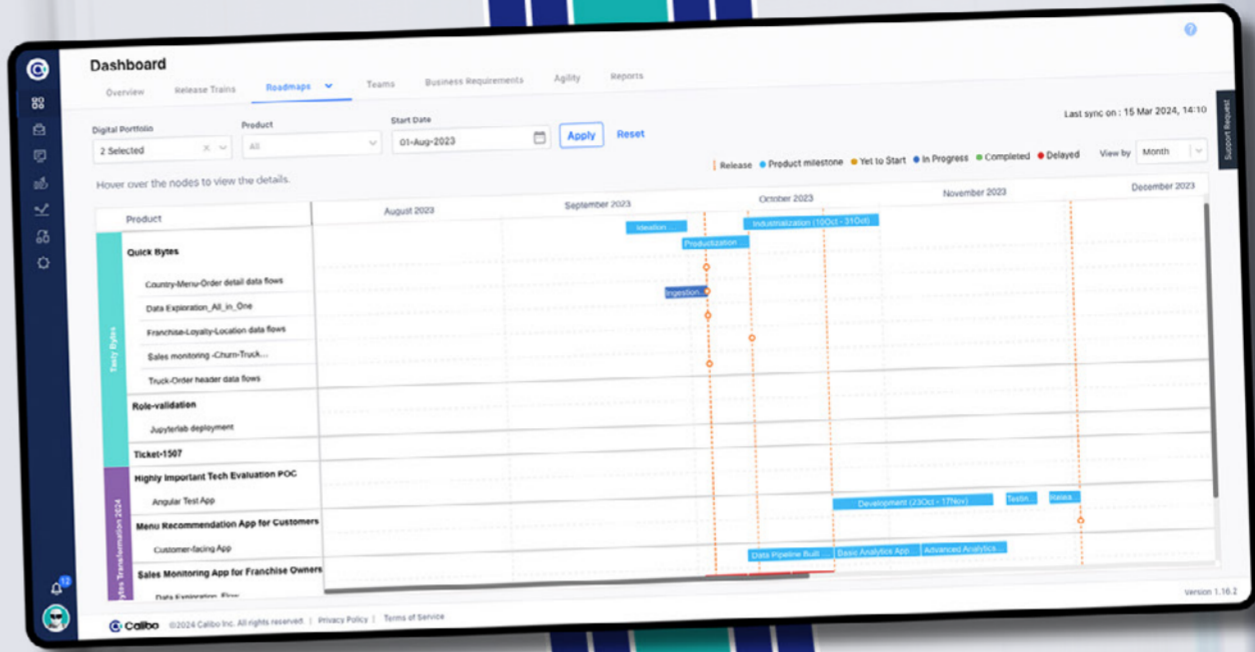 Dashboard
Overview
Release Trains
Roadmaps
Teams
Business Requirements
Agility
Reports
Last sync on : 15 Mar 2024, 14:10
Support Request
Digital Portfolio
Product
Start Date
2 Selected
All
01-Aug-2023
Apply
Reset
Release
Product milestone
Yet to Start
In Progress
Completed
Delayed
View by
Month
Hover over the nodes to view the details.
Product
August 2023
September 2023
October 2023
November 2023
December 2023
Tasty Bytes
Quick Bytes
Ideation ...
Industrialization (10Oct - 31Oct)
Productization
Country-Menu-Order detail data flows
Data Exploration_All_in_One
Ingestion...
Franchise-Loyalty-Location data flows
Sales monitoring -Churn-Truck...
Truck-Order header data flows
Role-validation
Jupyterlab deployment
Ticket-1507
ytes Transformation 2024
Highly Important Tech Evaluation POC
Angular Test App
Development (23Oct - 17Nov)
Testin...
Relea...
Menu Recommendation App for Customers
Customer-facing App
Data Pipeline Built ...
Basic Analytics App
Advanced Analytics ...
Sales Monitoring App for Franchise Owners
Data Exploration_Flow
12
Calibo
©2024 Calibo Inc. All rights reserved. | Privacy Policy | Terms of Service
Version 1.16.2